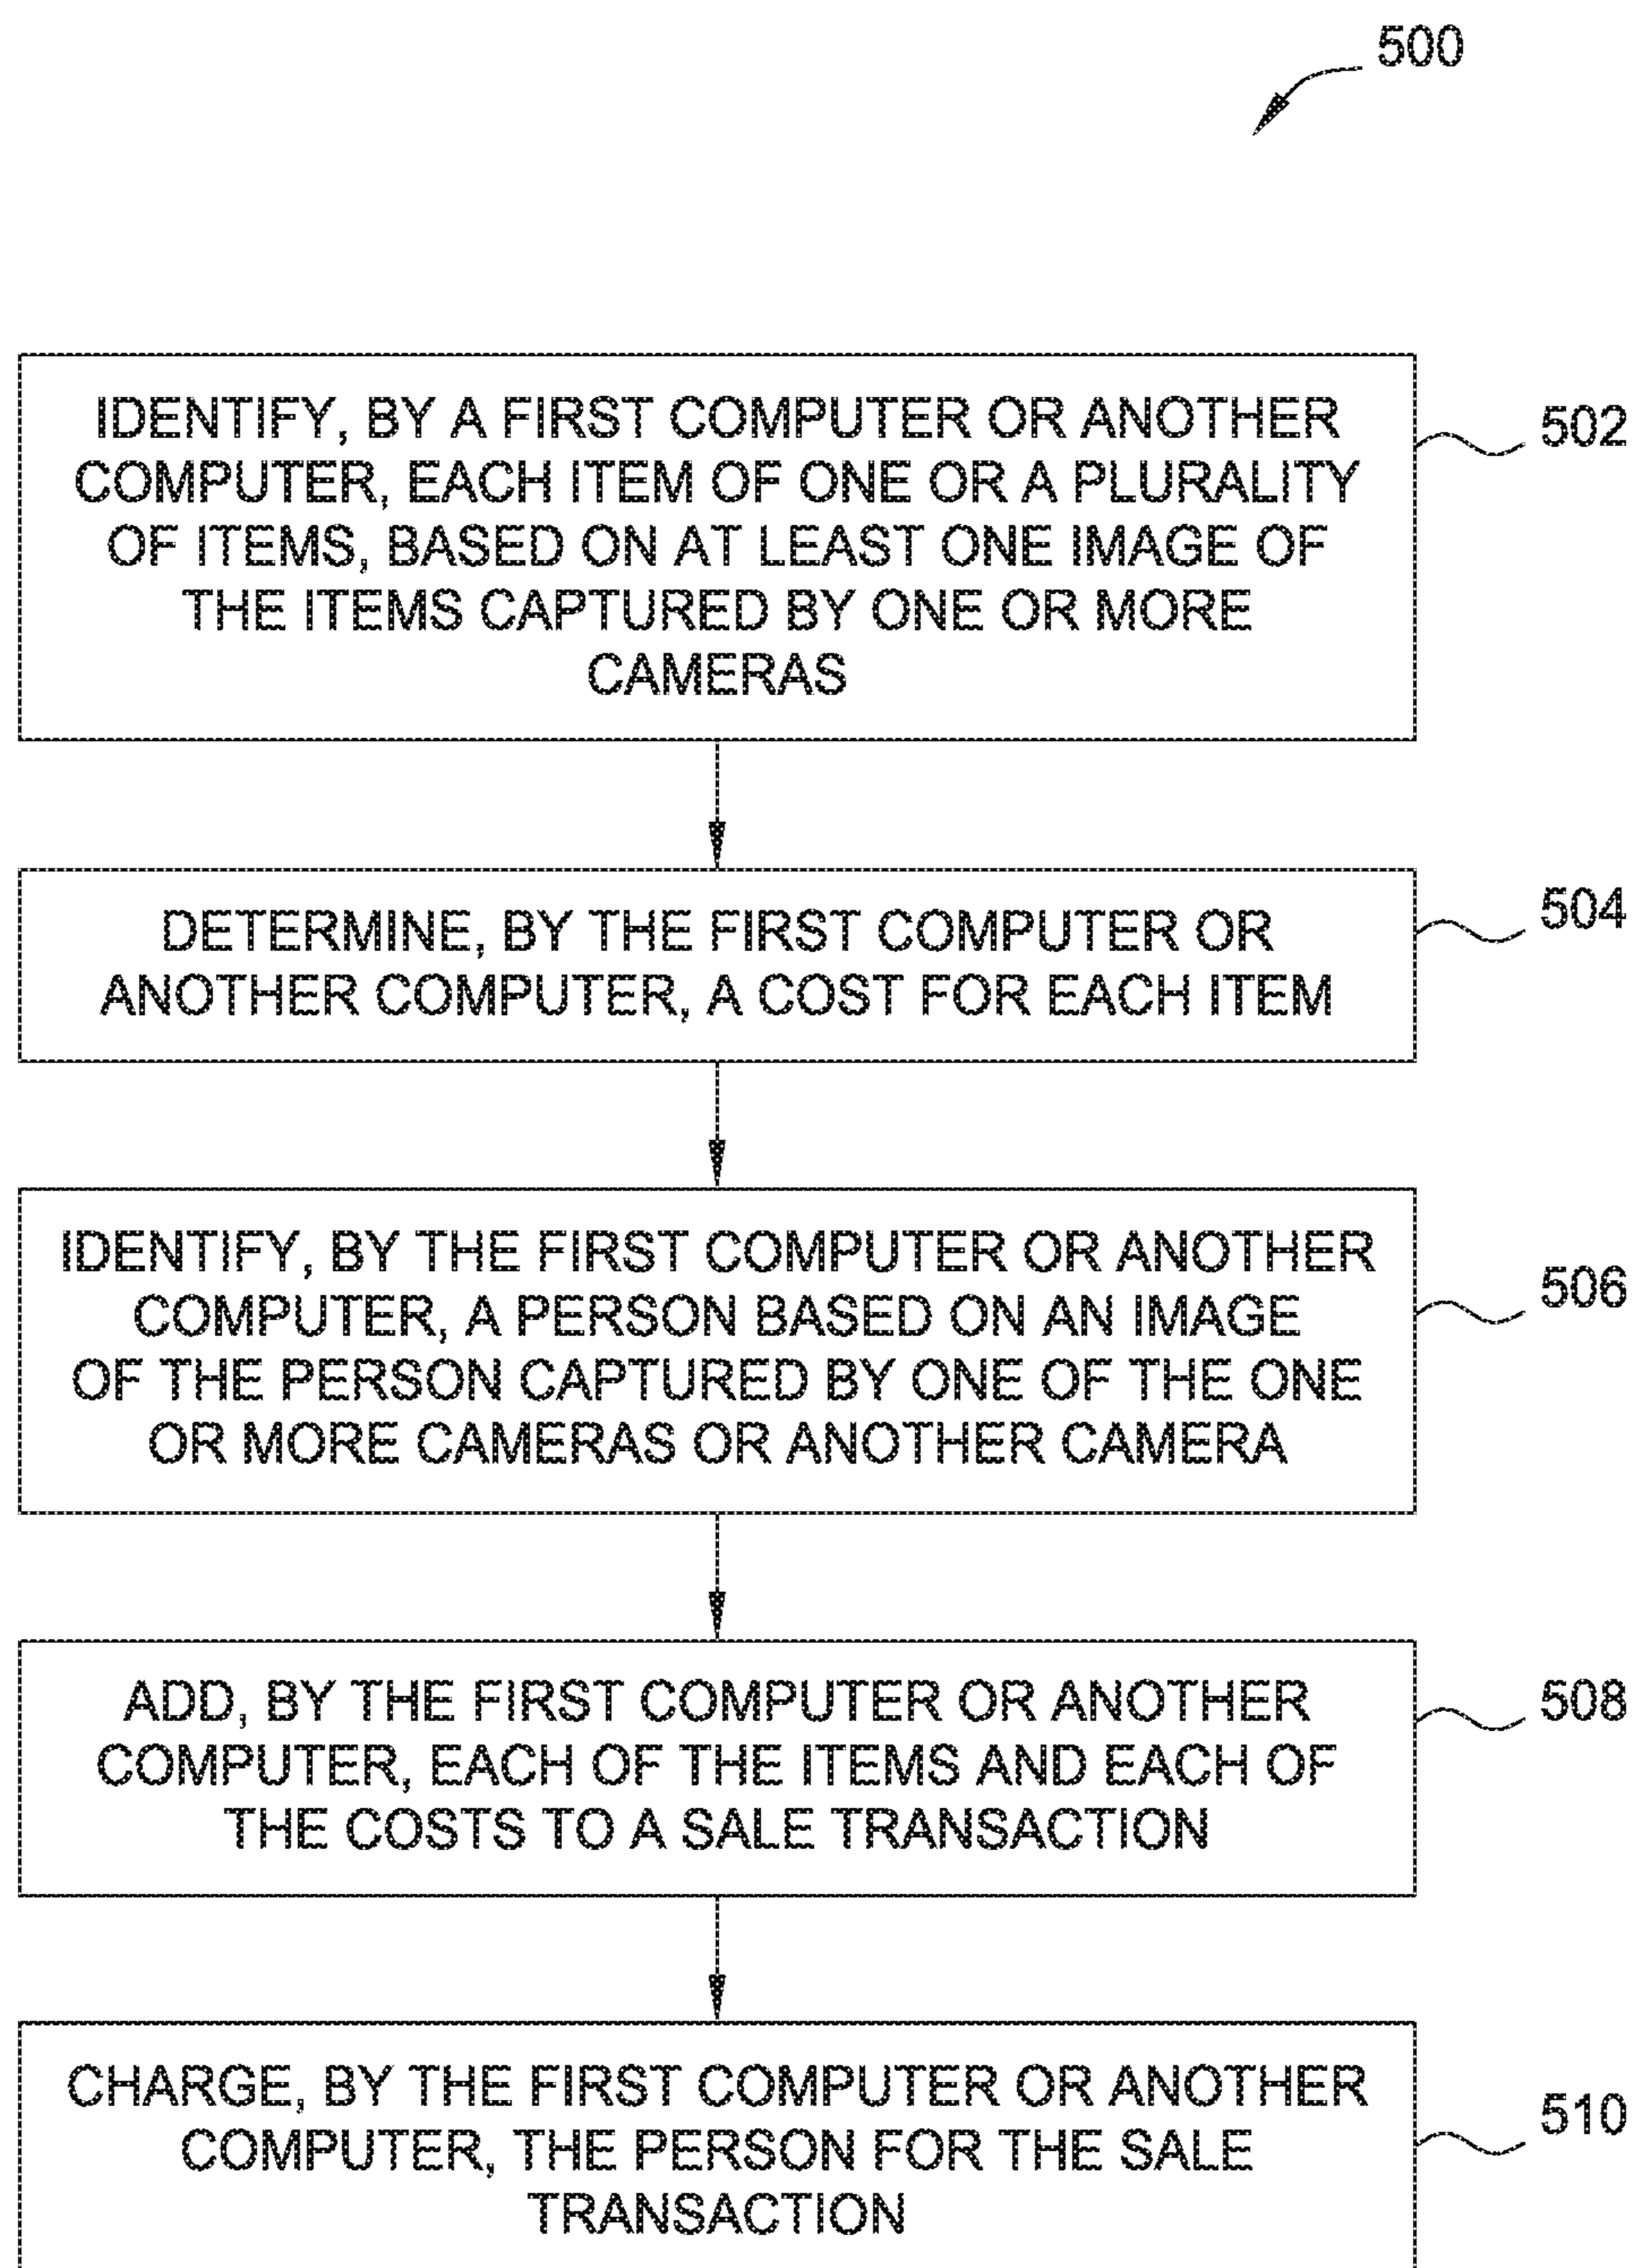 500
IDENTIFY, BY A FIRST COMPUTER OR ANOTHER
COMPUTER, EACH ITEM OF ONE OR A PLURALITY
OF ITEMS, BASED ON AT LEAST ONE IMAGE OF
THE ITEMS CAPTURED BY ONE OR MORE
CAMERAS
502
DETERMINE, BY THE FIRST COMPUTER OR
ANOTHER COMPUTER, A COST FOR EACH ITEM
504
IDENTIFY, BY THE FIRST COMPUTER OR ANOTHER
COMPUTER, A PERSON BASED ON AN IMAGE
OF THE PERSON CAPTURED BY ONE OF THE ONE
OR MORE CAMERAS OR ANOTHER CAMERA
506
ADD, BY THE FIRST COMPUTER OR ANOTHER
COMPUTER, EACH OF THE ITEMS AND EACH OF
THE COSTS TO A SALE TRANSACTION
508
CHARGE, BY THE FIRST COMPUTER OR ANOTHER
COMPUTER, THE PERSON FOR THE SALE
TRANSACTION
510